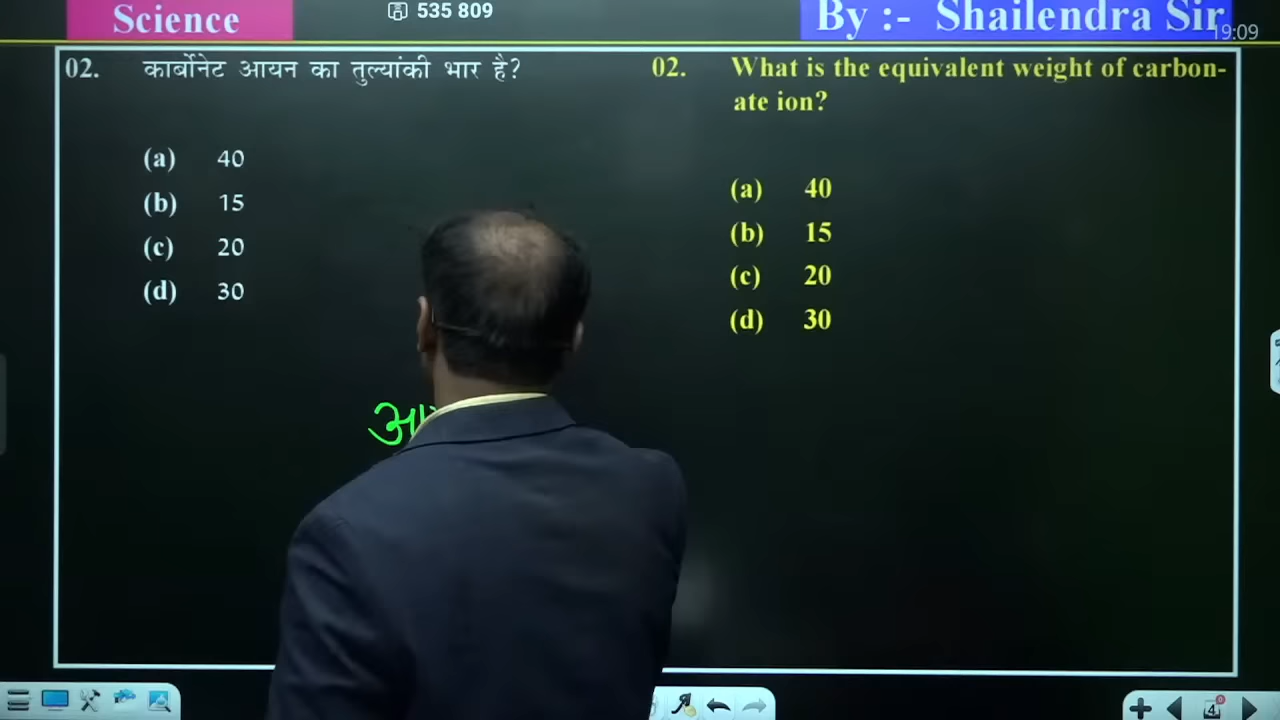 Science
535 809
By :- Shailendra Sir
19:09
02. कार्बोनेट आयन का तुल्यांकी भार है?
(a) 40
(b) 15
(c) 20
(d) 30
02. What is the equivalent weight of carbon-
ate ion?
(a) 40
(b) 15
(c) 20
(d) 30
4